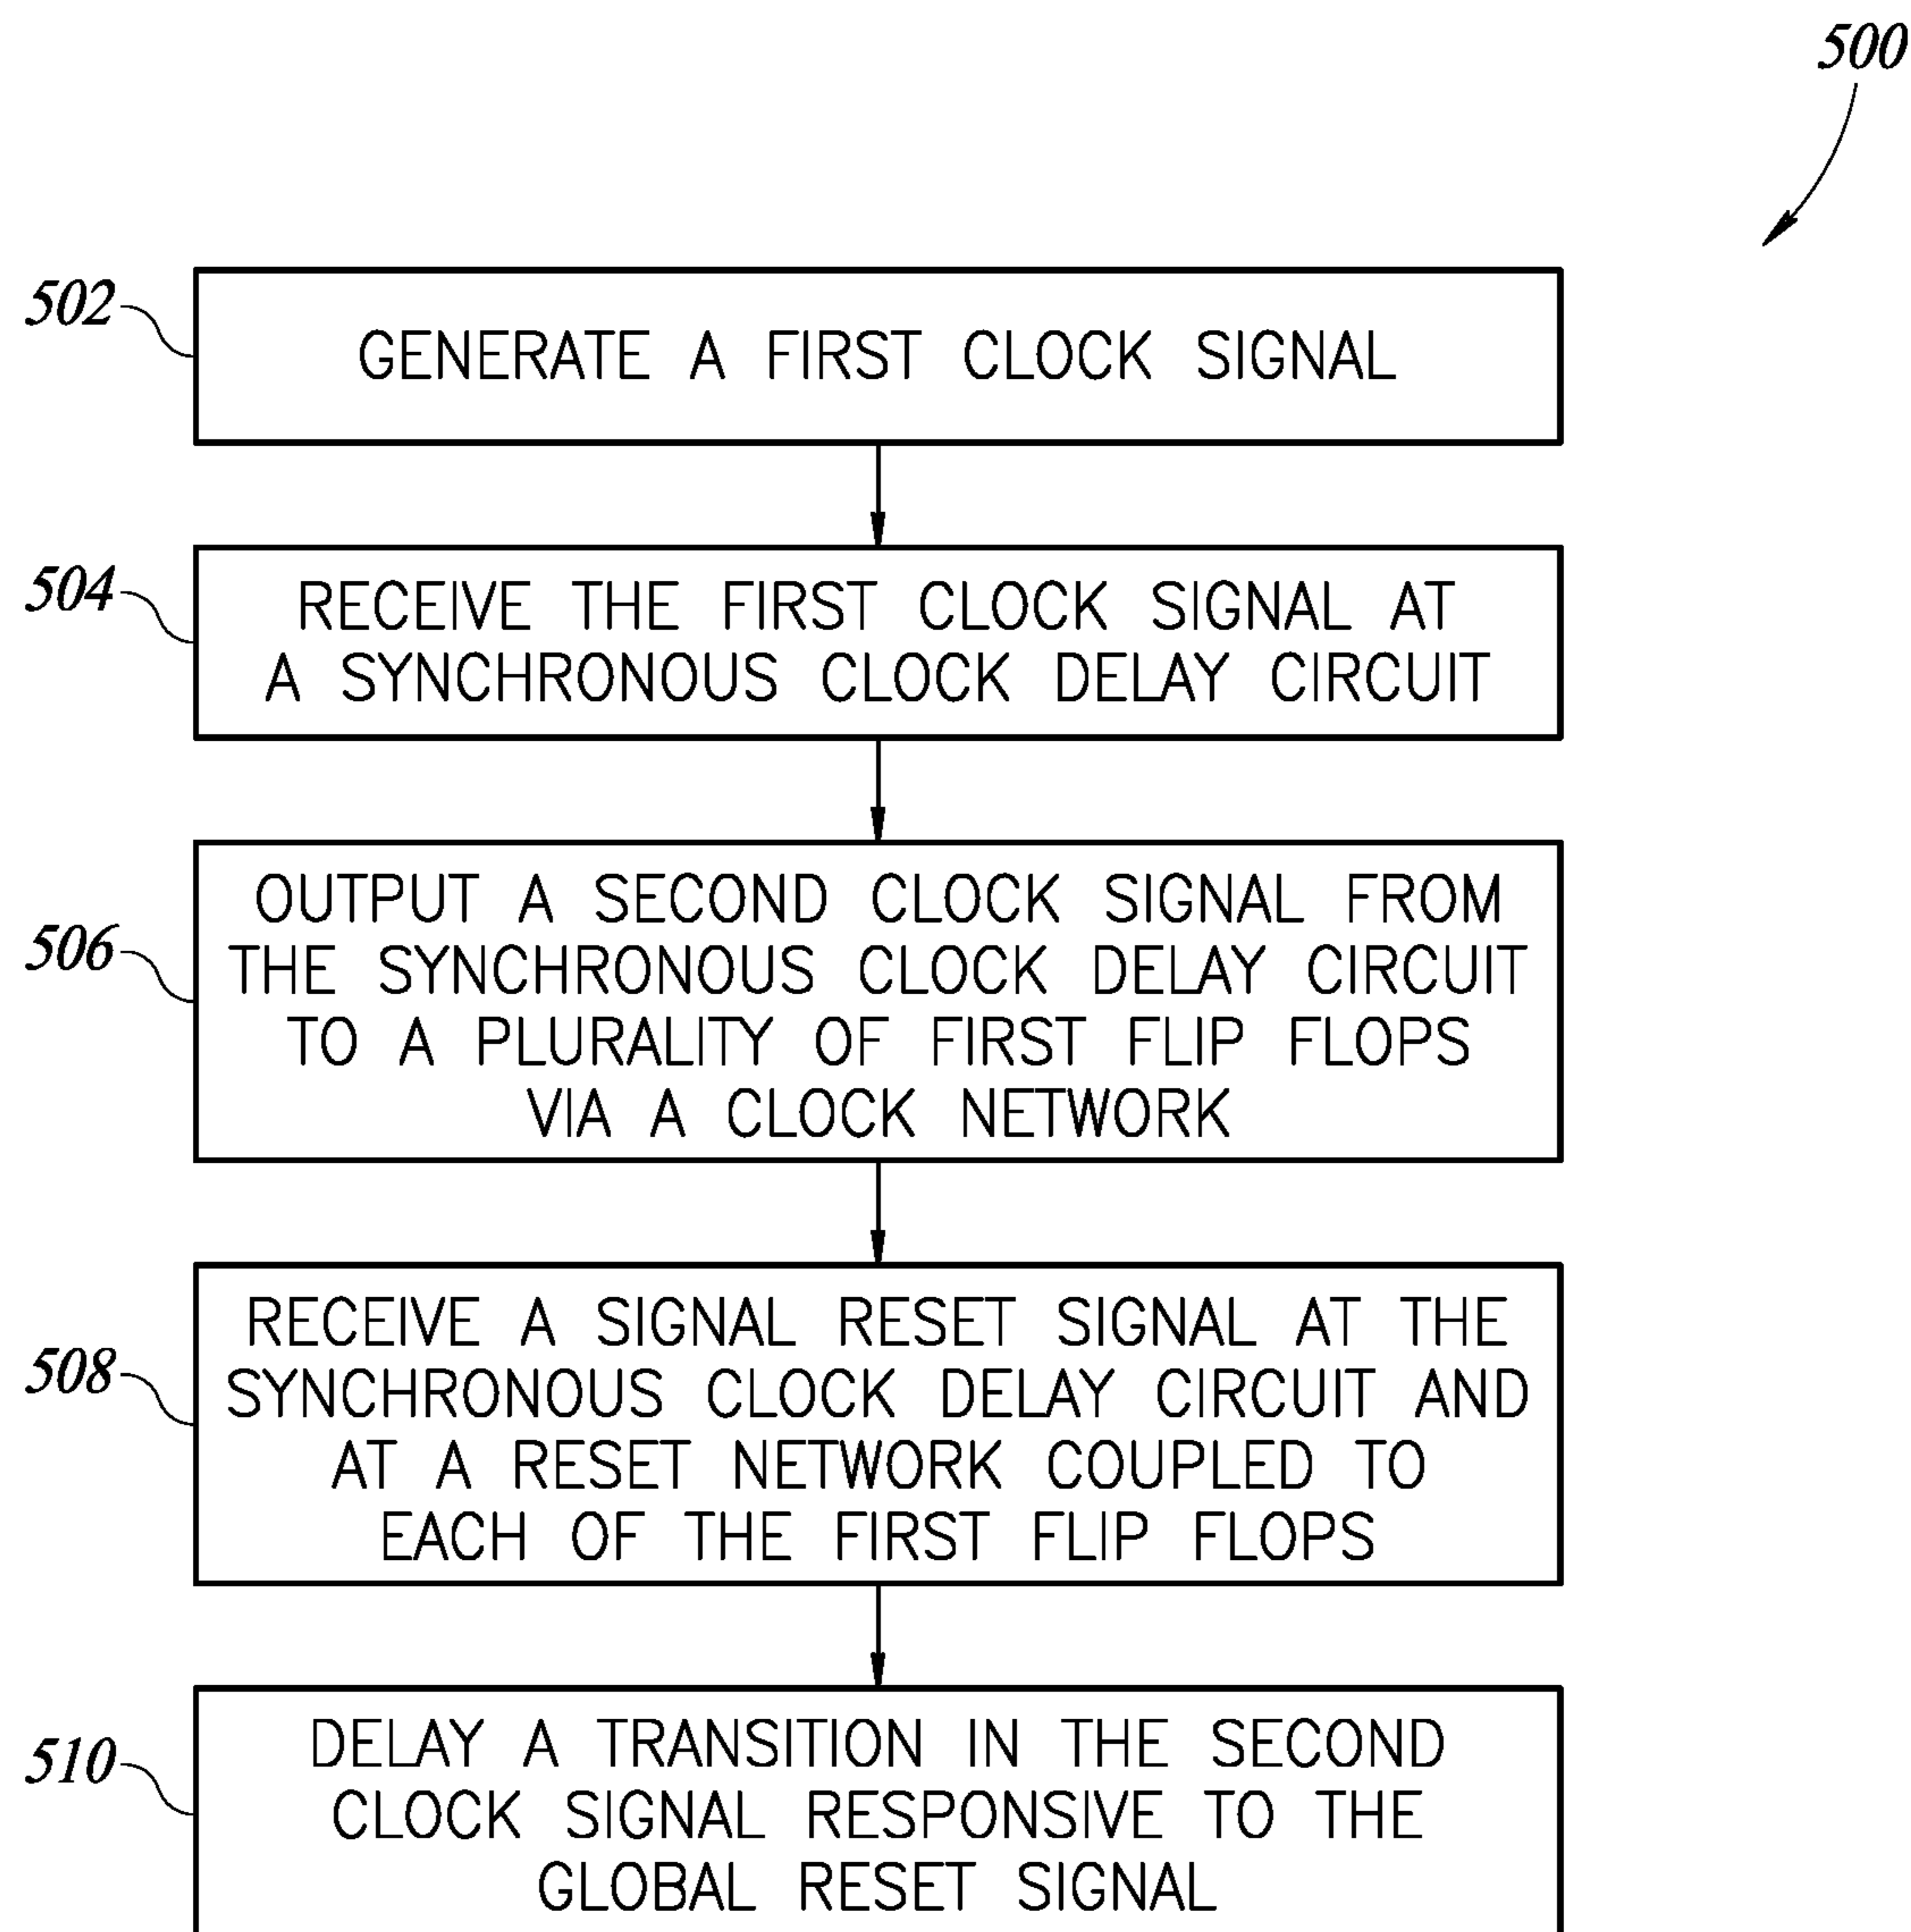 500
502
GENERATE A FIRST CLOCK SIGNAL
504
RECEIVE THE FIRST CLOCK SIGNAL AT
A SYNCHRONOUS CLOCK DELAY CIRCUIT
506
OUTPUT A SECOND CLOCK SIGNAL FROM
THE SYNCHRONOUS CLOCK DELAY CIRCUIT
TO A PLURALITY OF FIRST FLIP FLOPS
VIA A CLOCK NETWORK
508
RECEIVE A SIGNAL RESET SIGNAL AT THE
SYNCHRONOUS CLOCK DELAY CIRCUIT AND
AT A RESET NETWORK COUPLED TO
EACH OF THE FIRST FLIP FLOPS
510
DELAY A TRANSITION IN THE SECOND
CLOCK SIGNAL RESPONSIVE TO THE
GLOBAL RESET SIGNAL